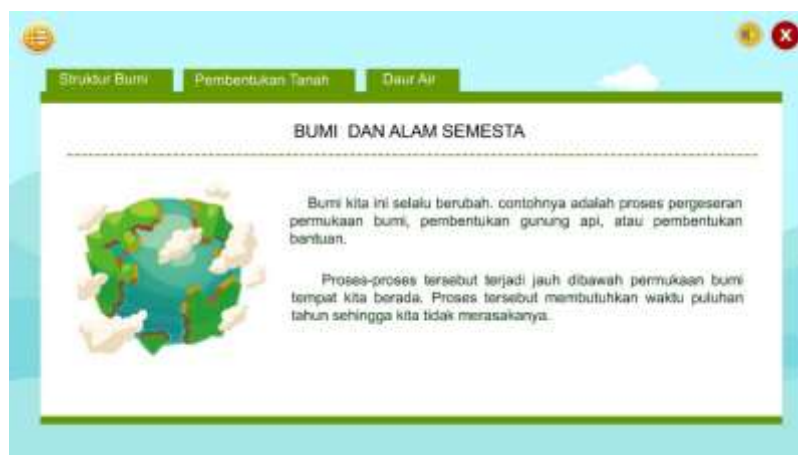 Struktur Bumi
Pembentukan Tanah
Daur Air
X
BUMI DAN ALAM SEMESTA
Bumi kita ini selalu berubah. contohnya adalah proses pergeseran
permukaan bumi, pembentukan gunung api, atau pembentukan
bantuan.
Proses-proses tersebut terjadi jauh dibawah permukaan bumi
tempat kita berada. Proses tersebut membutuhkan waktu puluhan
tahun sehingga kita tidak merasakanya.